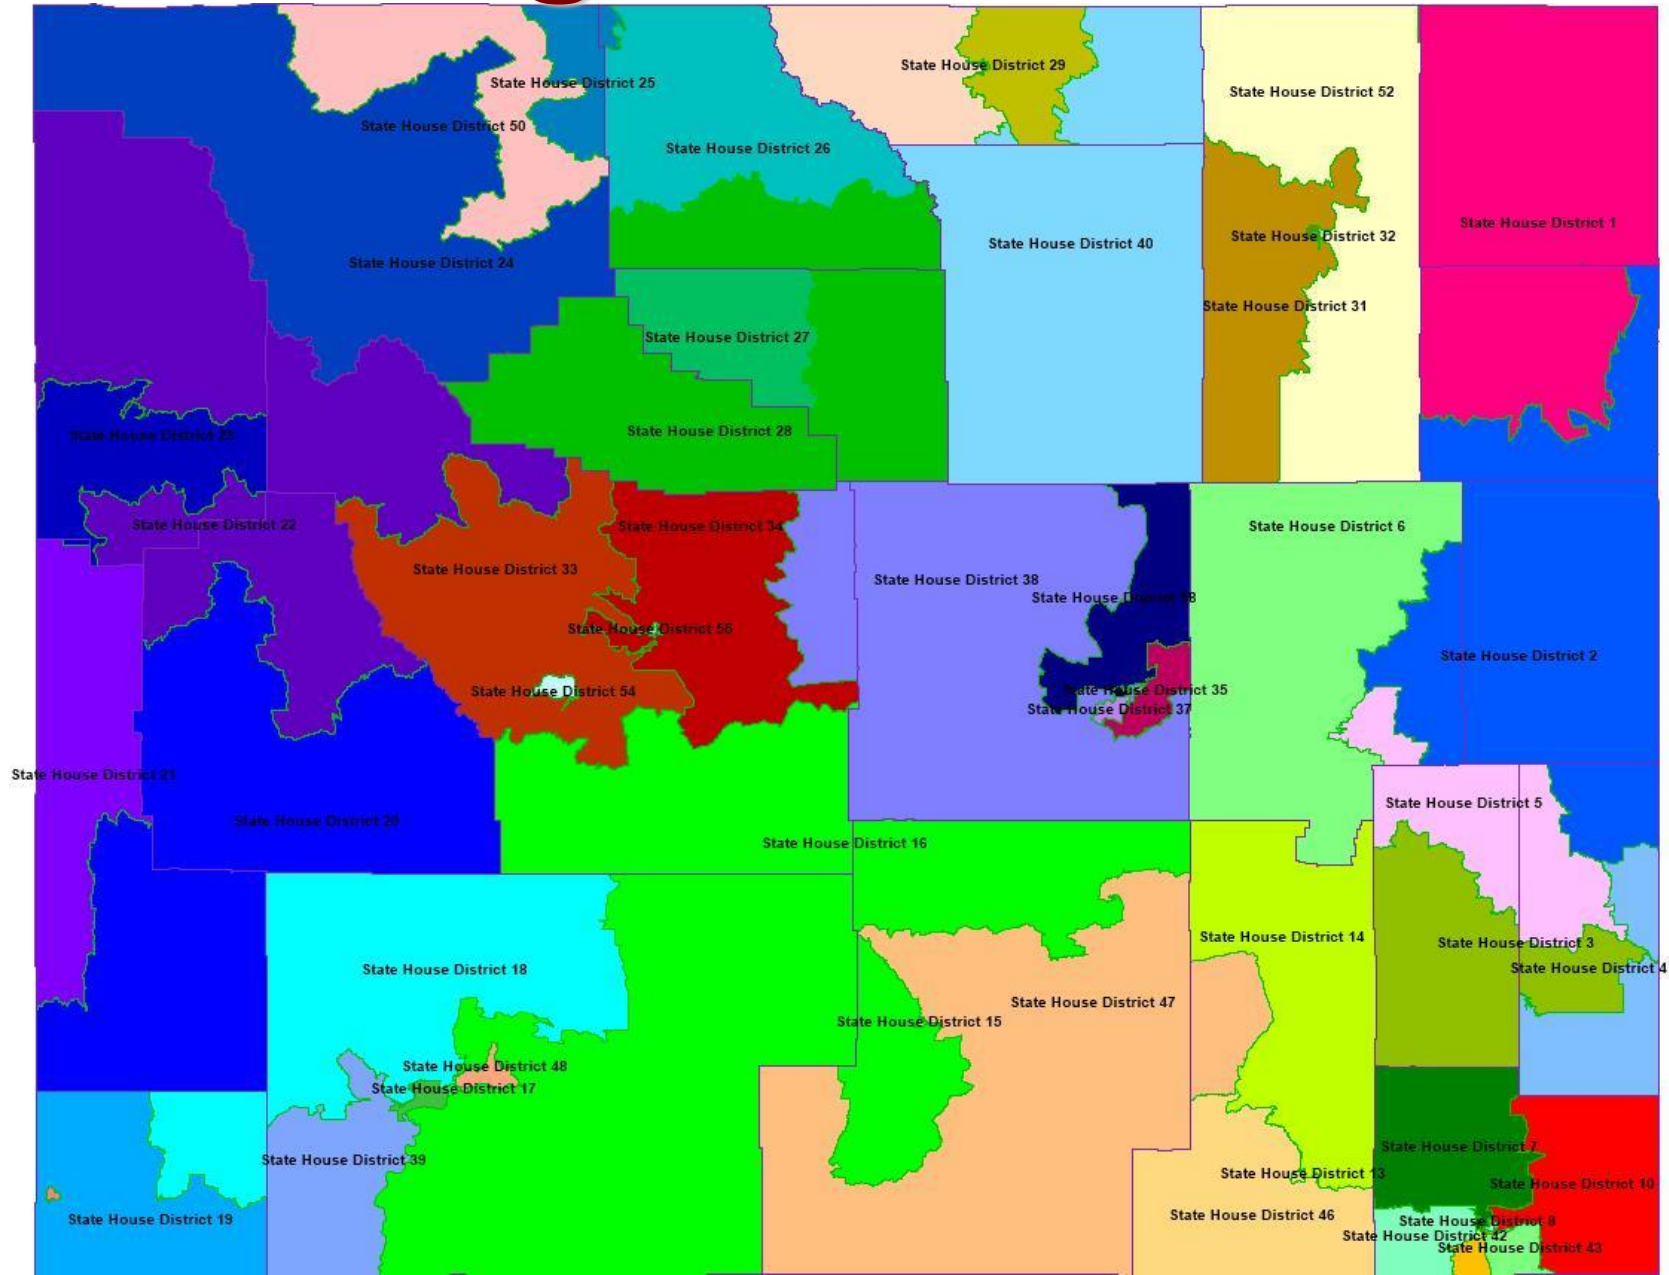 State House District 29
State House District 25
State House District 52
State House District 50
State House District 26
State House District 1
State House District 32
State House District 40
State House District 24
State House District 31
State House District 27
State House District 28
State House District
State House District 22
State House District 34
State House District 6
State House District 33
State House District 38
State House District
State House District
State House District 2
State House District 54
State House District 35
State House District 37
State House District 21
State House District 5
State House District 20
State House District 16
State House District 14
State House District 3
State House District 4
State House District 18
State House District 47
State House District 15
State House District 48
State House District 17
State House District 7
State House District 39
State House District 13
State House District 10
State House District 46
State House District 19
State House District 8
State House District 42
State House District 43